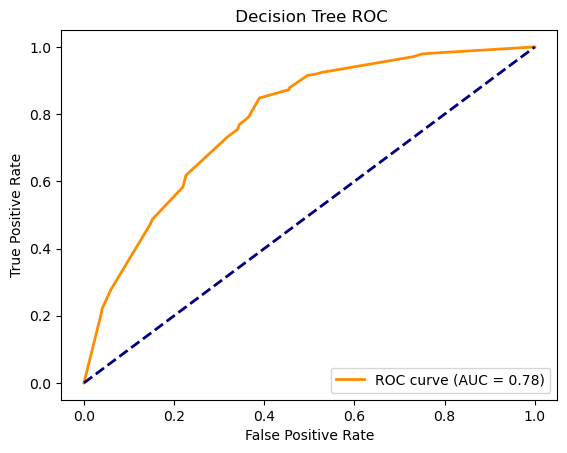 Decision Tree ROC
1.0
0.8
0.6
0.4
0.2
0.0
True Positive Rate
ROC curve (AUC = 0.78)
0.0 0.2 0.4 0.6 0.8 1.0
False Positive Rate